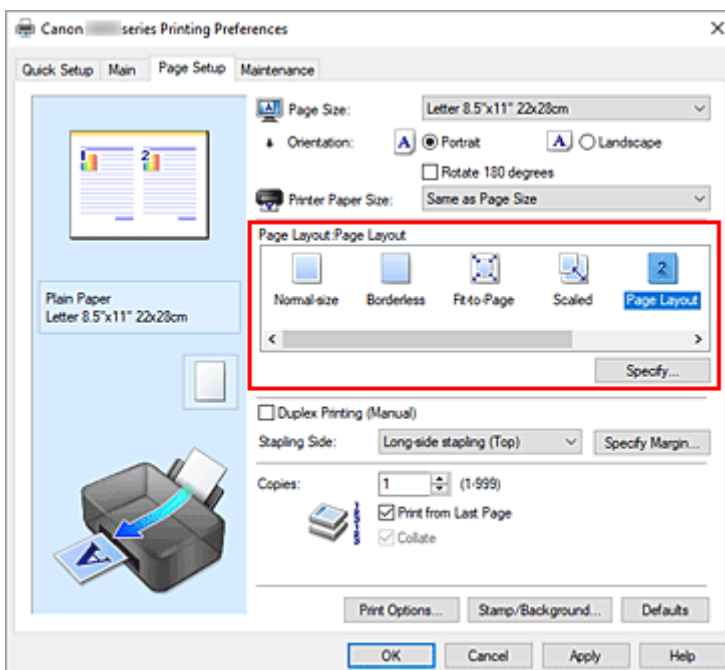 Canon series Printing Preferences
Quick Setup Main Page Setup Maintenance
1 2
Page Size: Letter 8.5"x11" 22x28cm
Orientation: A Portrait A Landscape
Rotate 180 degrees
Printer Paper Size: Same as Page Size
Page Layout:Page Layout
2
Normal-size Borderless Fit-to-Page Scaled Page Layout
Plain Paper
Letter 8.5"x11" 22x28cm
Specify...
Duplex Printing (Manual)
Stapling Side: Long-side stapling (Top) Specify Margin...
Copies: 1 (1-999)
Print from Last Page
Collate
A
Print Options... Stamp/Background... Defaults
OK Cancel Apply Help